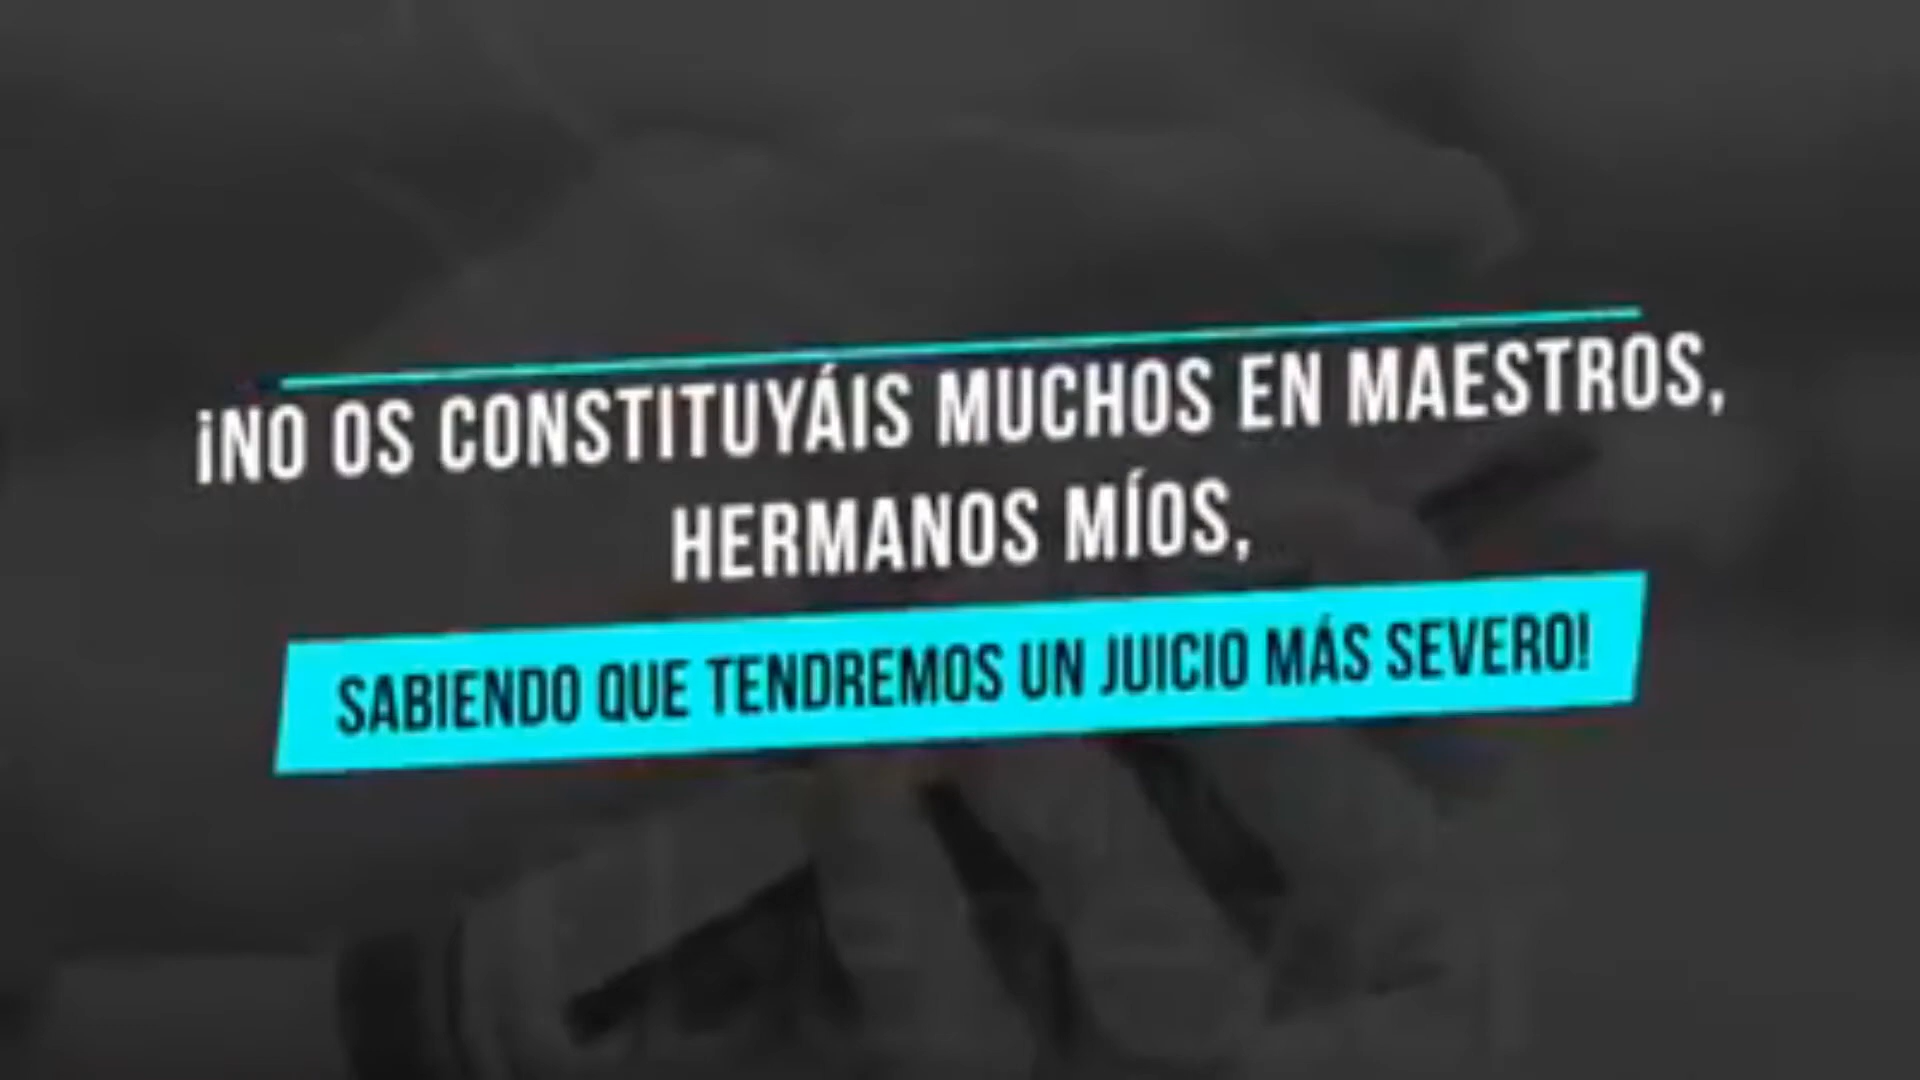 ¡NO OS CONSTITUYÁIS MUCHOS EN MAESTROS,
HERMANOS MÍOS,
SABIENDO QUE TENDREMOS UN JUICIO MÁS SEVERO!